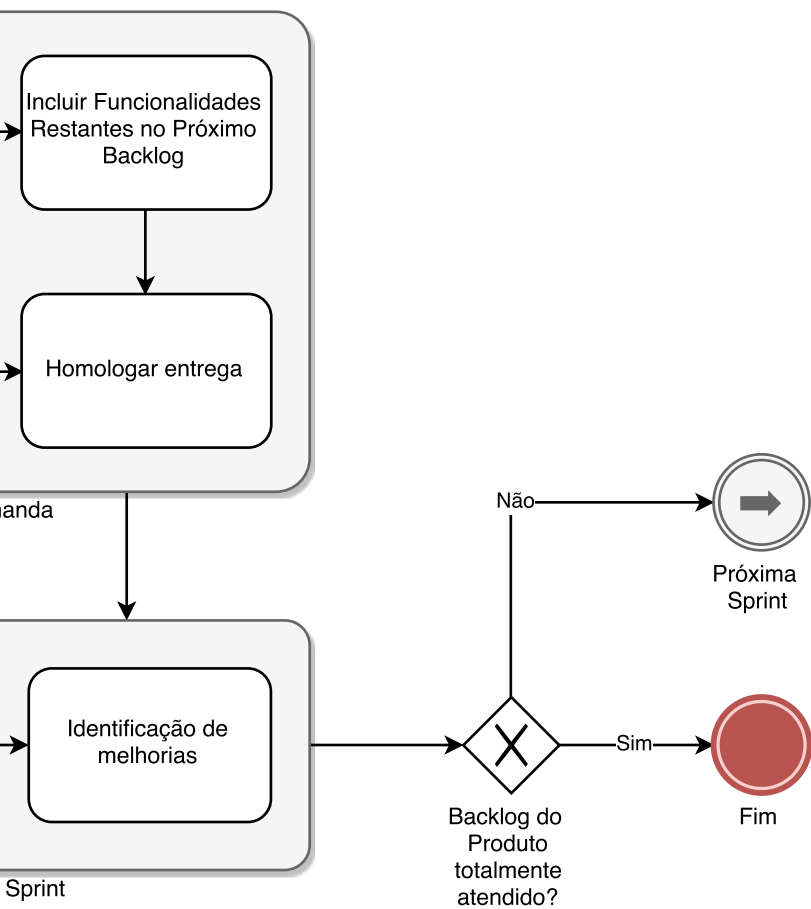 Incluir Funcionalidades
Restantes no Próximo
Backlog
Homologar entrega
Não
Próxima
Sprint
Identificação de
melhorias
Sim
Fim
Backlog do
Produto
totalmente
atendido?
Sprint